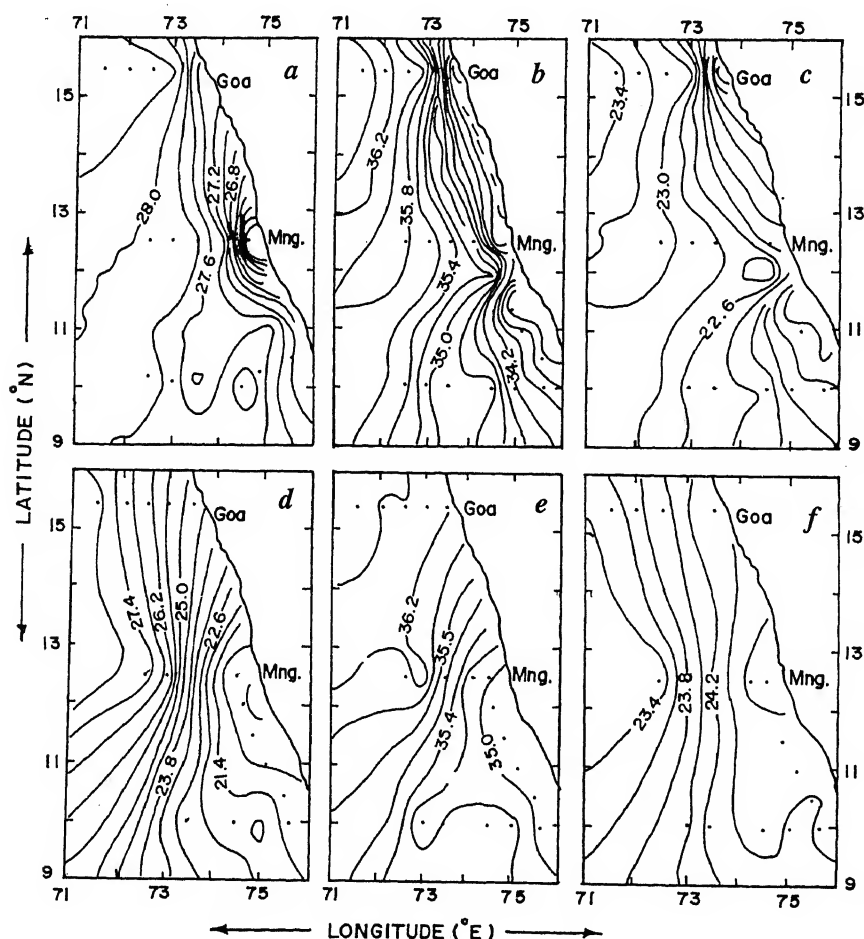 71 73 75 71 73 75 71 73 75
a b c
Goa Goa Goa
15 15
28.0 27.2 26.8 27.6
36.2 35.8 35.4 35.0 34.2
23.4 23.0 22.6
13 13
Mng. Mng. Mng.
11 11
9 9
d e f
Goa Goa Goa
15 15
27.4 26.2 25.0 22.6 23.8 21.4
36.2 35.5 35.4 35.0
23.4 23.8 24.2
13 13
Mng. Mng. Mng.
11 11
9 9
71 73 75 71 73 75 71 73 75
LATITUDE (°N)
LONGITUDE (°E)